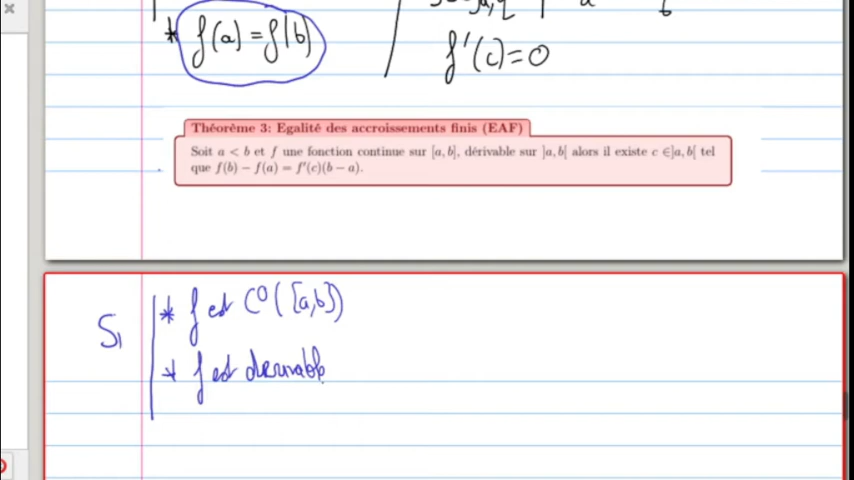 * f(a) = f(b)
f'(c) = 0
Théorème 3: Egalité des accroissements finis (EAF)
Soit a < b et f une fonction continue sur [a, b], dérivable sur ]a, b[ alors il existe c ∈]a, b[ tel
que f(b) − f(a) = f'(c)(b − a).
* f est C⁰([a,b])
Si
* f est derivable